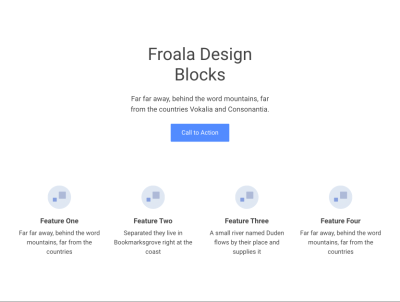 Froala Design
Blocks
Far far away, behind the word mountains, far
from the countries Vokalia and Consonantia.
Call to Action
Feature One
Far far away, behind the word
mountains, far from the
countries
Feature Two
Separated they live in
Bookmarksgrove right at the
coast
Feature Three
A small river named Duden
flows by their place and
supplies it
Feature Four
Far far away, behind the word
mountains, far from the
countries